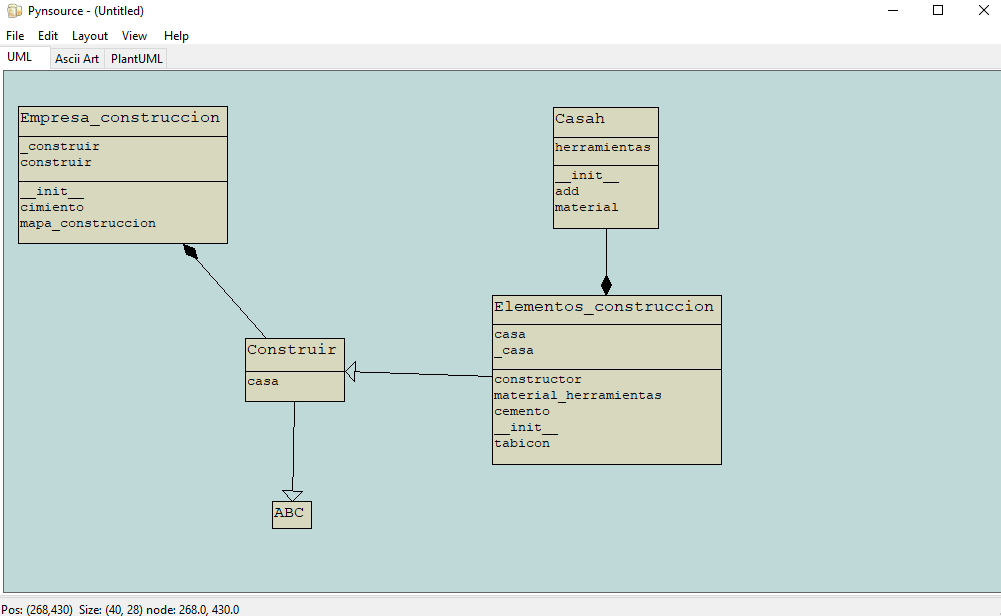 Pynsource - (Untitled)
File Edit Layout View Help
UML Ascii Art PlantUML
Empresa_construccion
_construir
construir
__init__
cimiento
mapa_construccion
Casah
herramientas
__init__
add
material
Elementos_construccion
casa
_casa
constructor
material_herramientas
cemento
__init__
tabicon
Construir
casa
ABC
Pos: (268,430) Size: (40, 28) node: 268.0, 430.0